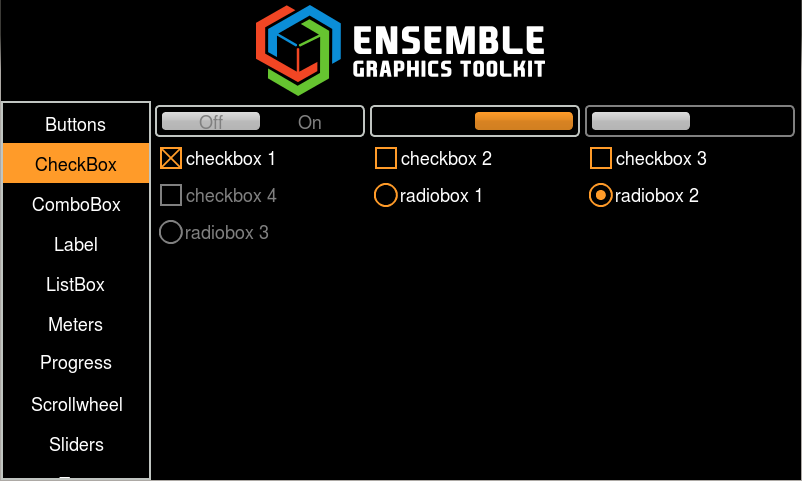 ENSEMBLE
GRAPHICS TOOLKIT
Buttons
CheckBox
ComboBox
Label
ListBox
Meters
Progress
Scrollwheel
Sliders
Off On
checkbox 1 checkbox 2 checkbox 3
checkbox 4 radiobox 1 radiobox 2
radiobox 3